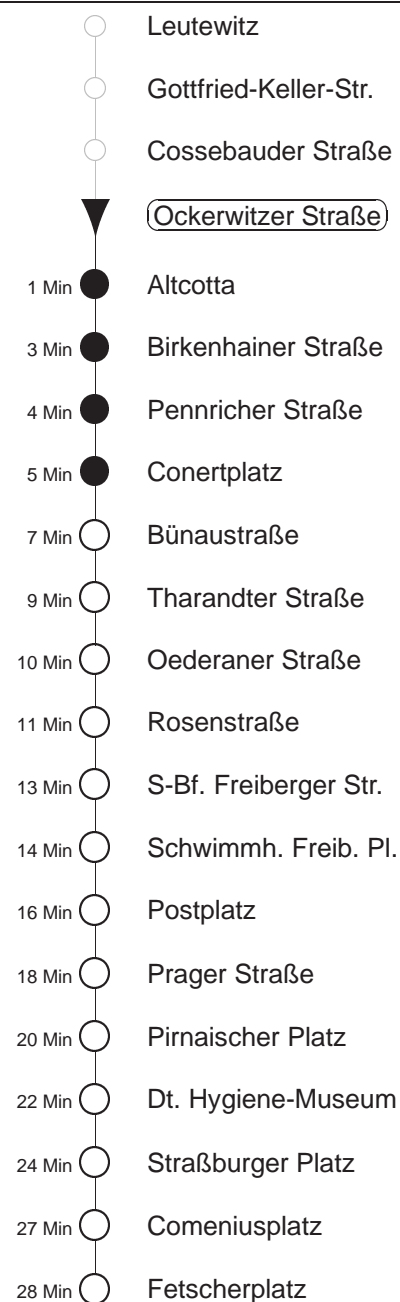 Leutewitz
Gottfried-Keller-Str.
Cossebauder Straße
Ockerwitzer Straße
1 Min Altcotta
3 Min Birkenhainer Straße
4 Min Pennricher Straße
5 Min Conertplatz
7 Min Bünaustraße
9 Min Tharandter Straße
10 Min Oederaner Straße
11 Min Rosenstraße
13 Min S-Bf. Freiberger Str.
14 Min Schwimmh. Freib. Pl.
16 Min Postplatz
18 Min Prager Straße
20 Min Pirnaischer Platz
22 Min Dt. Hygiene-Museum
24 Min Straßburger Platz
27 Min Comeniusplatz
28 Min Fetscherplatz